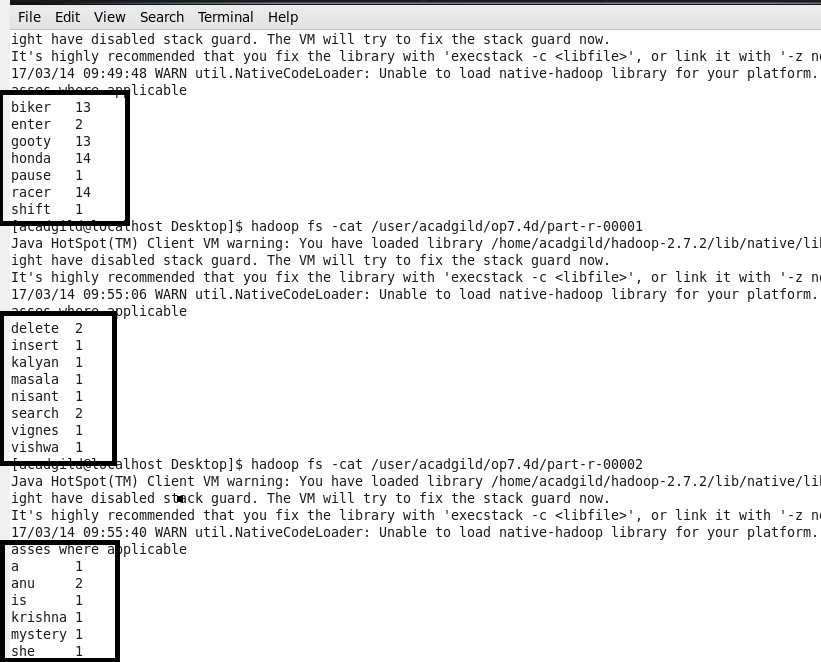 File Edit View Search Terminal Help
ight have disabled stack guard. The VM will try to fix the stack guard now.
It's highly recommended that you fix the library with 'execstack -c <libfile>', or link it with '-z
17/03/14 09:49:48 WARN util.NativeCodeLoader: Unable to load native-hadoop library for your platform.
asses where applicable
biker 13
enter 2
gooty 13
honda 14
pause 1
racer 14
shift 1
[acadgild@localhost Desktop]$ hadoop fs -cat /user/acadgild/op7.4d/part-r-00001
Java HotSpot(TM) Client VM warning: You have loaded library /home/acadgild/hadoop-2.7.2/lib/native/li
ight have disabled stack guard. The VM will try to fix the stack guard now.
It's highly recommended that you fix the library with 'execstack -c <libfile>', or link it with '-z
17/03/14 09:55:06 WARN util.NativeCodeLoader: Unable to load native-hadoop library for your platform.
asses where applicable
delete 2
insert 1
kalyan 1
masala 1
nisant 1
search 2
vignes 1
vishwa 1
[acadgild@localhost Desktop]$ hadoop fs -cat /user/acadgild/op7.4d/part-r-00002
Java HotSpot(TM) Client VM warning: You have loaded library /home/acadgild/hadoop-2.7.2/lib/native/li
ight have disabled stack guard. The VM will try to fix the stack guard now.
It's highly recommended that you fix the library with 'execstack -c <libfile>', or link it with '-z
17/03/14 09:55:40 WARN util.NativeCodeLoader: Unable to load native-hadoop library for your platform.
asses where applicable
a 1
anu 2
is 1
krishna 1
mystery 1
she 1